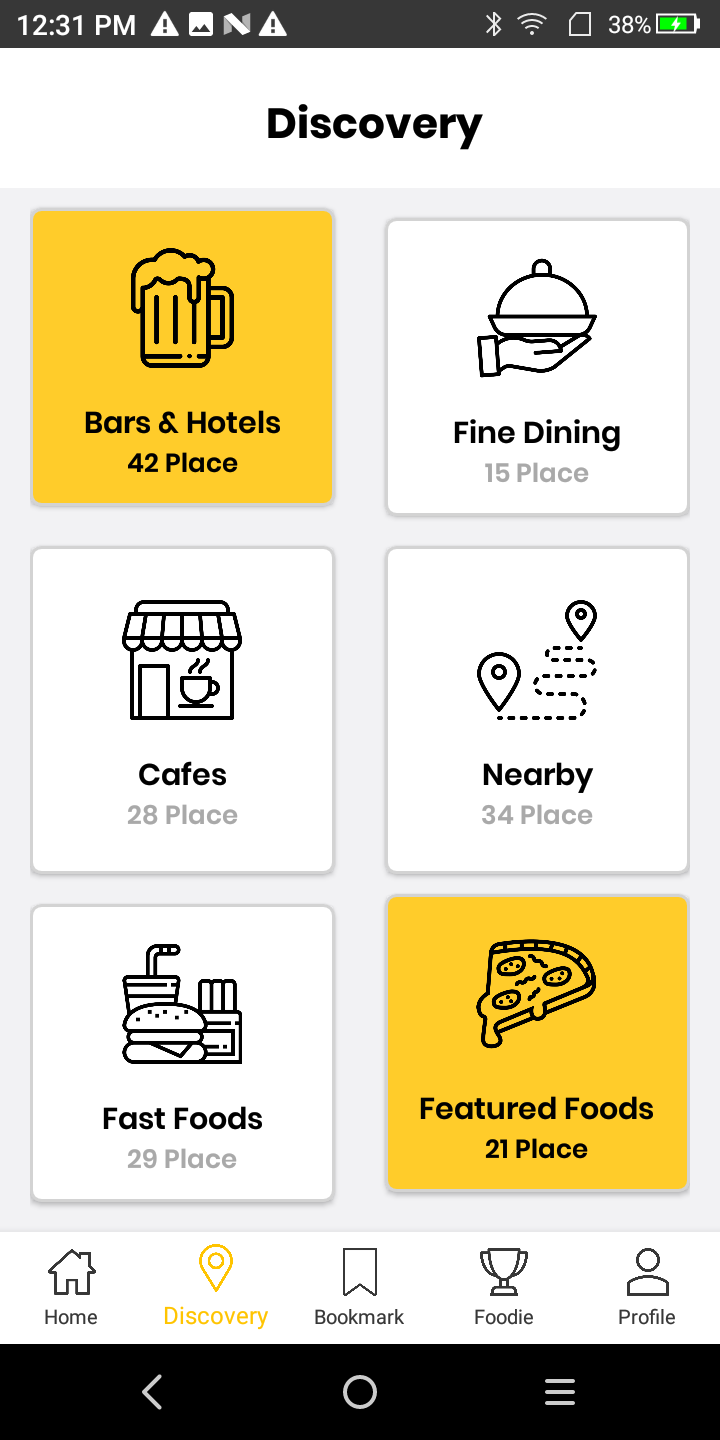 12:31 PM
38%
Discovery
Bars & Hotels
42 Place
Fine Dining
15 Place
Cafes
28 Place
Nearby
34 Place
Fast Foods
29 Place
Featured Foods
21 Place
Home
Discovery
Bookmark
Foodie
Profile